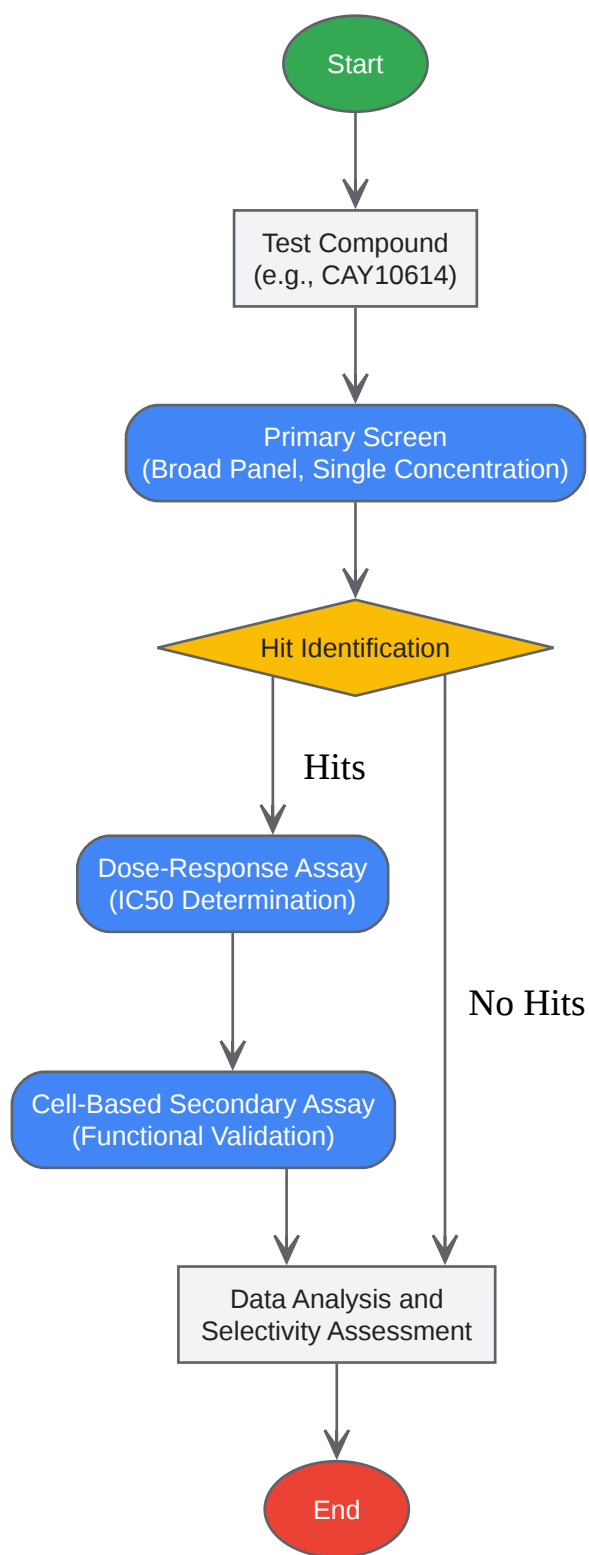 Start
Test Compound
(e.g., CAY10614)
Primary Screen
(Broad Panel, Single Concentration)
Hit Identification
Hits
Dose-Response Assay
(IC50 Determination)
No Hits
Cell-Based Secondary Assay
(Functional Validation)
Data Analysis and
Selectivity Assessment
End